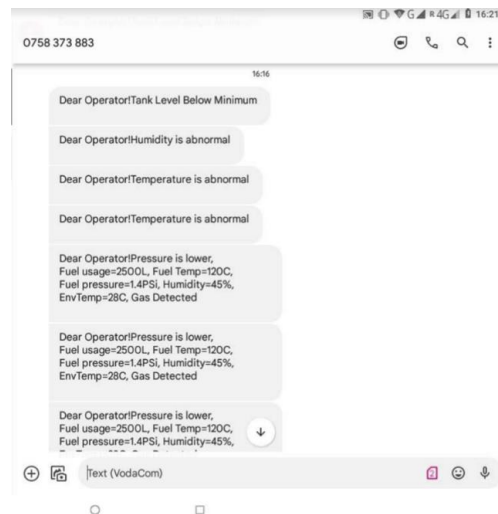 G R 4G 16:21
0758 373 883
16:16
Dear Operator!Tank Level Below Minimum
Dear Operator!Humidity is abnormal
Dear Operator!Temperature is abnormal
Dear Operator!Temperature is abnormal
Dear Operator!Pressure is lower,
Fuel usage=2500L, Fuel Temp=120C,
Fuel pressure=1.4PSi, Humidity=45%,
EnvTemp=28C, Gas Detected
Dear Operator!Pressure is lower,
Fuel usage=2500L, Fuel Temp=120C,
Fuel pressure=1.4PSi, Humidity=45%,
EnvTemp=28C, Gas Detected
Dear Operator!Pressure is lower,
Fuel usage=2500L, Fuel Temp=120C,
Fuel pressure=1.4PSi, Humidity=45%,
Text (VodaCom)